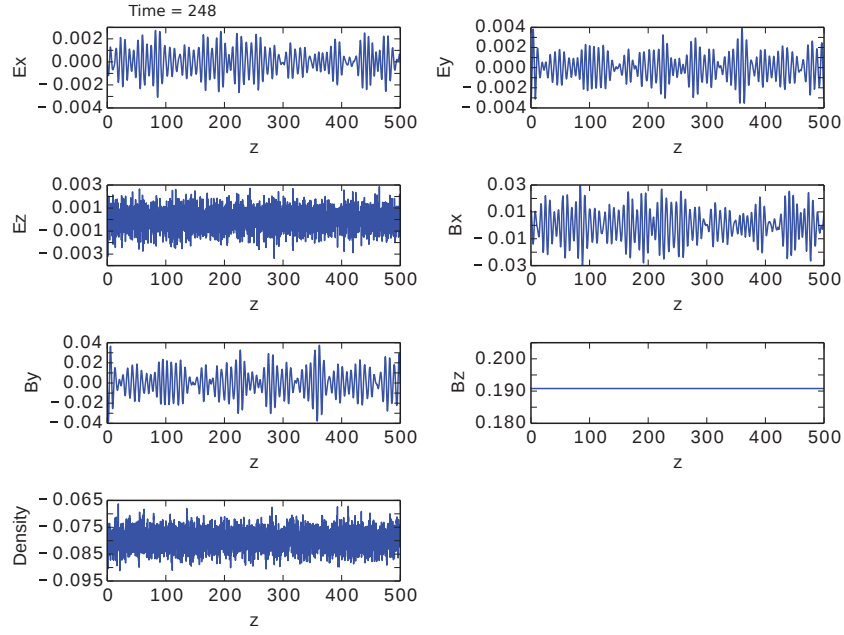 Time = 248
Ex
0.002
0.000
−0.002
−0.004
0 100 200 300 400 500
z
Ey
0.004
0.002
0.000
−0.002
−0.004
0 100 200 300 400 500
z
Ez
0.003
0.001
−0.001
−0.003
0 100 200 300 400 500
z
Bx
0.03
0.01
−0.01
−0.03
0 100 200 300 400 500
z
By
0.04
0.02
0.00
−0.02
−0.04
0 100 200 300 400 500
z
Bz
0.200
0.190
0.180
0 100 200 300 400 500
z
Density
−0.065
−0.075
−0.085
−0.095
0 100 200 300 400 500
z